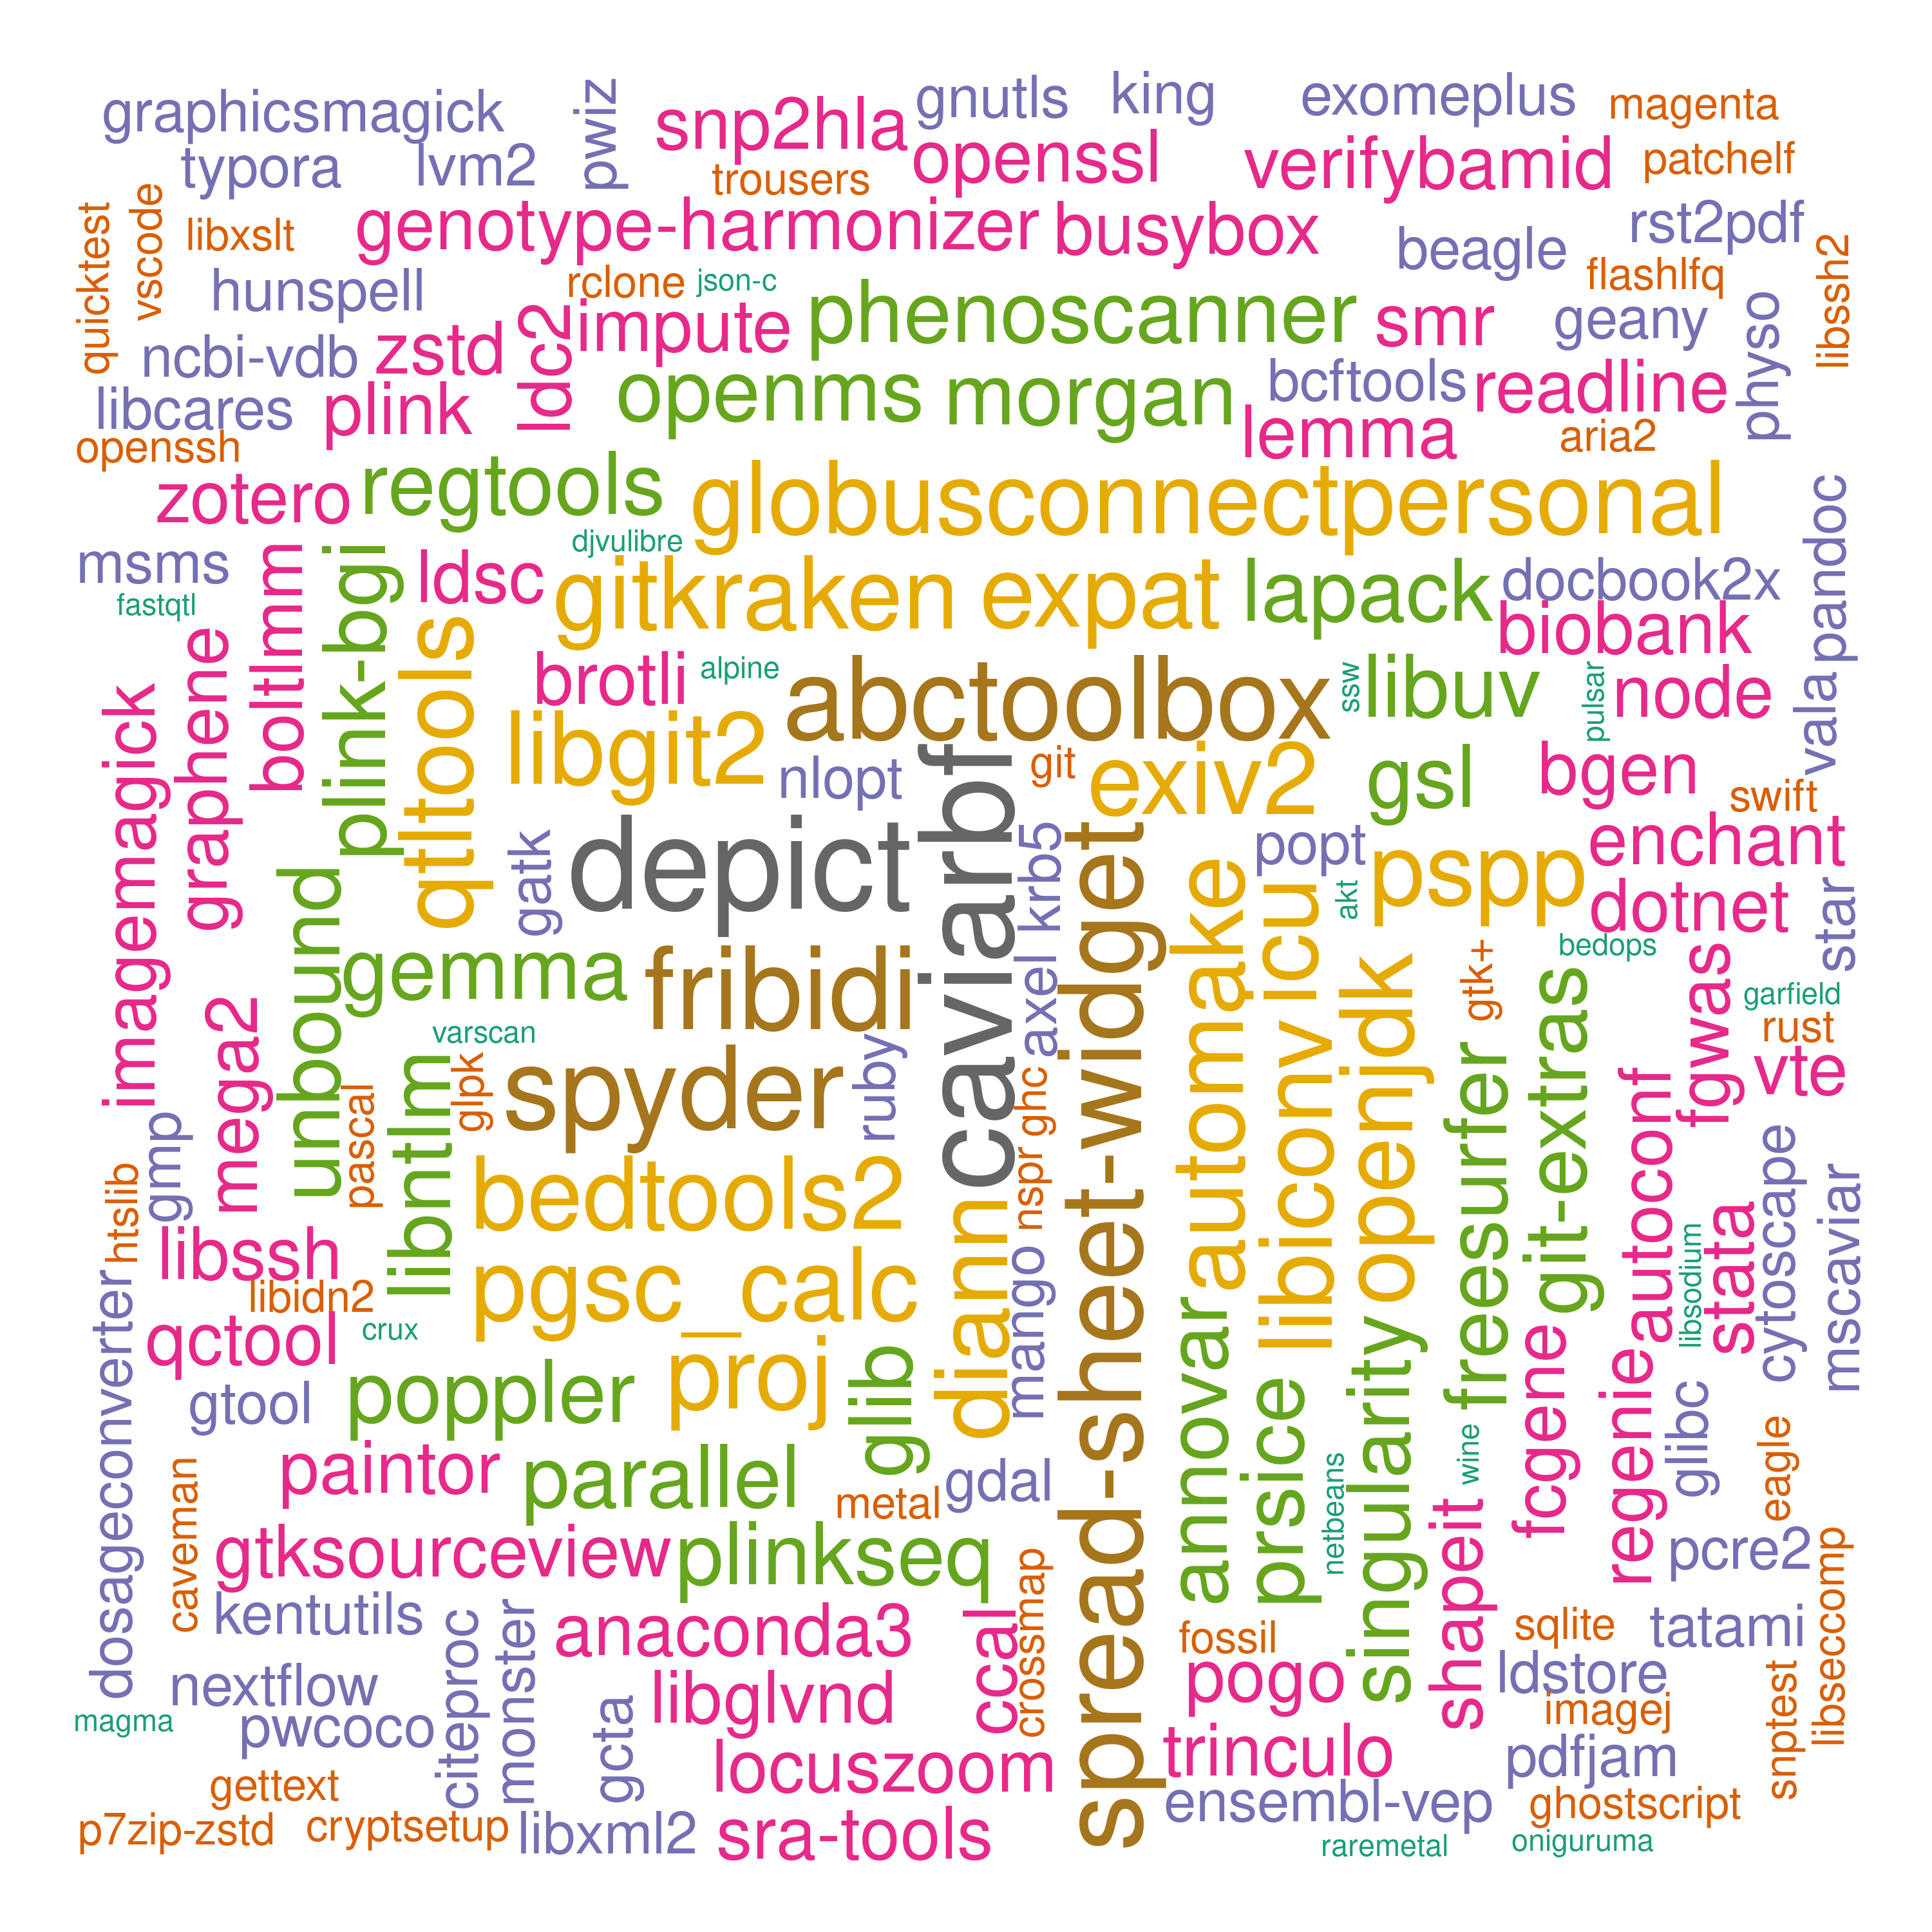 graphicsmagick
pwiz
snp2hla
gnutls
king
exomeplus
magenta
typora
lvm2
trousers
openssl
verifybamid
patchelf
quicktest
vscode
libxslt
genotype-harmonizer
busybox
beagle
rst2pdf
libssh2
hunspell
rclone
json-c
phenoscanner
smr
flashlfq
geany
physo
ncbi-vdb
zstd
ldc2
impute
libcares
plink
openms
morgan
bcftools
readline
openssh
lemma
aria2
zotero
regtools
globusconnectpersonal
pandoc
msms
fastqtl
boltlmm
plink-bgi
ldsc
djvulibre
gitkraken
expat
lapack
docbook2x
biobank
imagemagick
graphene
qtltools
brotli
alpine
abctoolbox
ssw
libuv
pulsar
node
vala
libgit2
nlopt
caviarbf
git
exiv2
gsl
bgen
swift
unbound
gatk
depict
krb5
spread-sheet-widget
popt
akt
pspp
enchant
dotnet
star
gemma
fribidi
axel
automake
icu
openjdk
gtk+
bedops
fgwas
garfield
rust
mega2
varscan
libntlm
glpk
spyder
ruby
ghc
libiconv
freesurfer
git-extras
autoconf
vte
gmp
pascal
htslib
bedtools2
diann
nspr
cytoscape
mscaviar
libssh
libidn2
pgsc_calc
mango
annovar
singularity
libsodium
stata
dosageconverter
qctool
crux
proj
glib
prsice
fcgene
regenie
gtool
poppler
glibc
eagle
caveman
paintor
parallel
metal
gdal
netbeans
wine
shapeit
gtksourceview
plinkseq
crossmap
pcre2
libseccomp
kentutils
citeproc
monster
anaconda3
ccal
fossil
sqlite
tatami
nextflow
magma
pwcoco
gcta
libglvnd
pogo
ldstore
imagej
snptest
gettext
locuszoom
trinculo
pdfjam
p7zip-zstd
cryptsetup
libxml2
sra-tools
ensembl-vep
ghostscript
raremetal
oniguruma